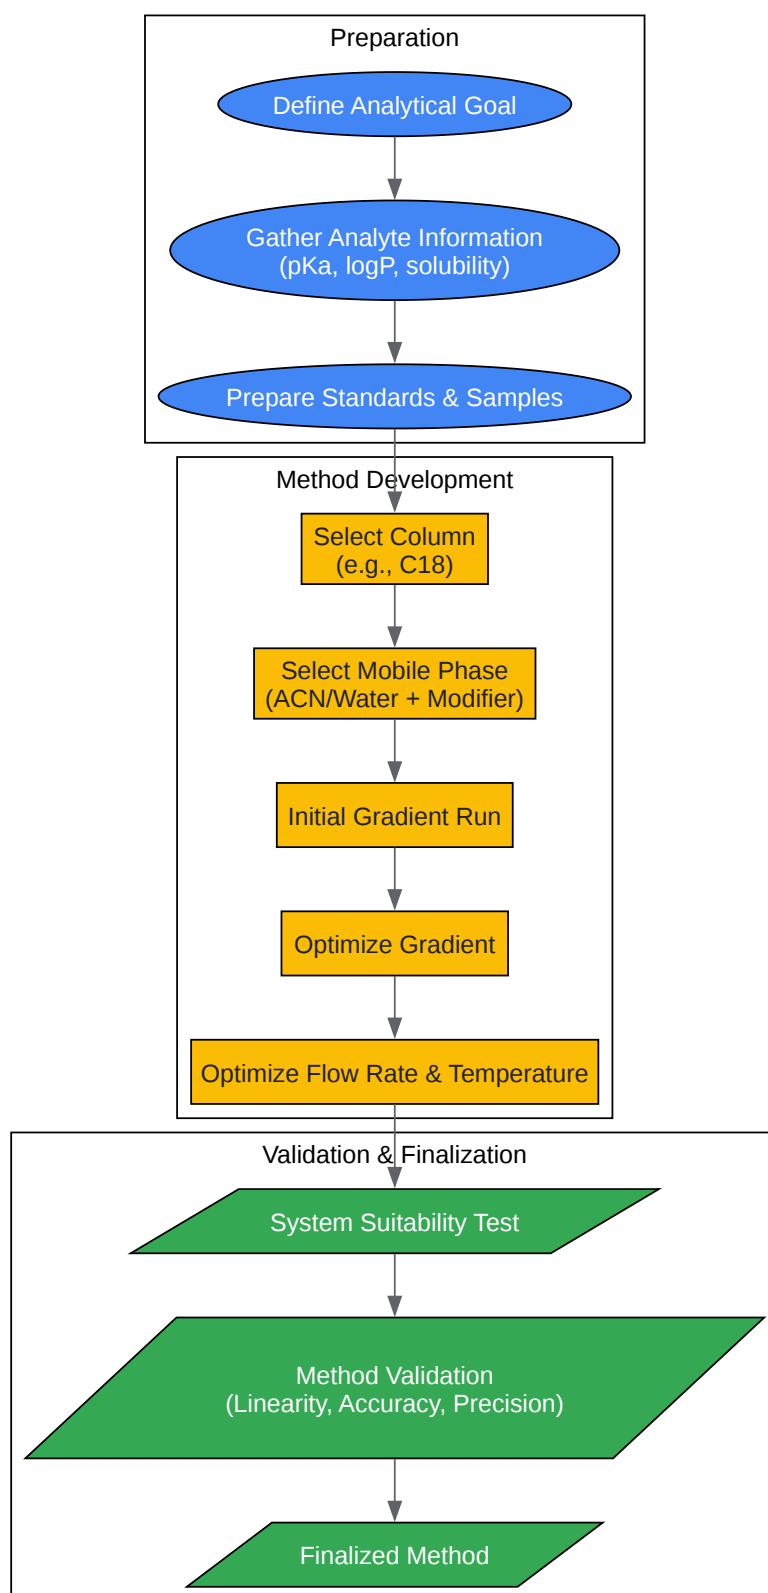 Preparation
Define Analytical Goal
Gather Analyte Information
(pKa, logP, solubility)
Prepare Standards & Samples
Method Development
Select Column
(e.g., C18)
Select Mobile Phase
(ACN/Water + Modifier)
Initial Gradient Run
Optimize Gradient
Optimize Flow Rate & Temperature
Validation & Finalization
System Suitability Test
Method Validation
(Linearity, Accuracy, Precision)
Finalized Method